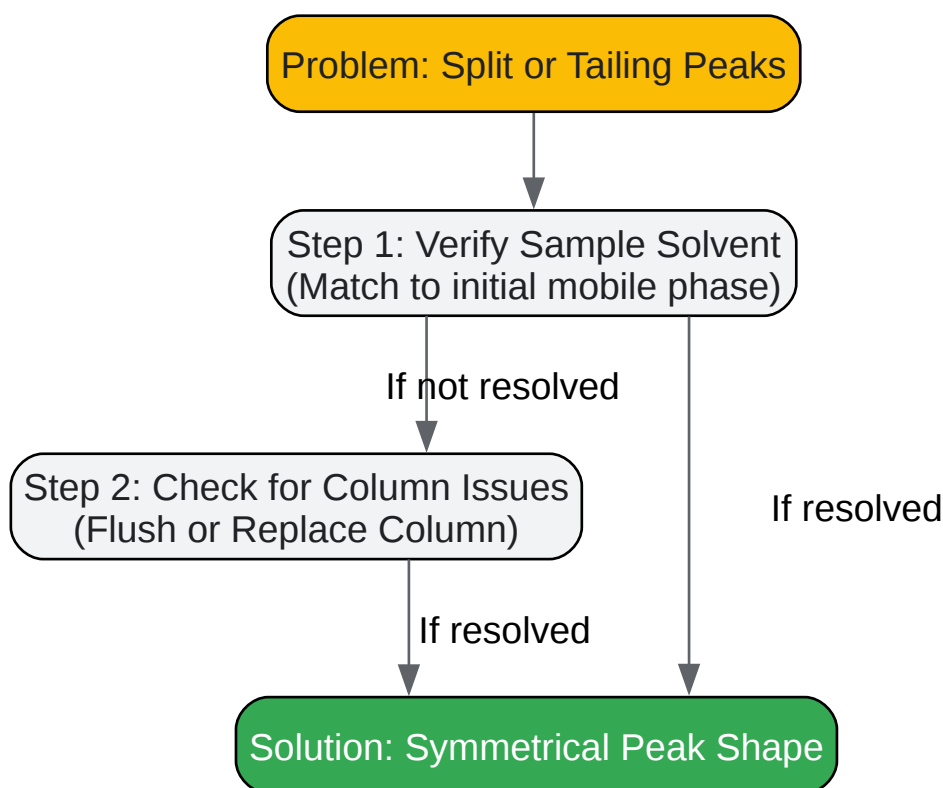 Problem: Split or Tailing Peaks
Step 1: Verify Sample Solvent
(Match to initial mobile phase)
If not resolved
Step 2: Check for Column Issues
(Flush or Replace Column)
If resolved
If resolved
Solution: Symmetrical Peak Shape